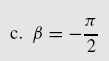 c. β = −π/2